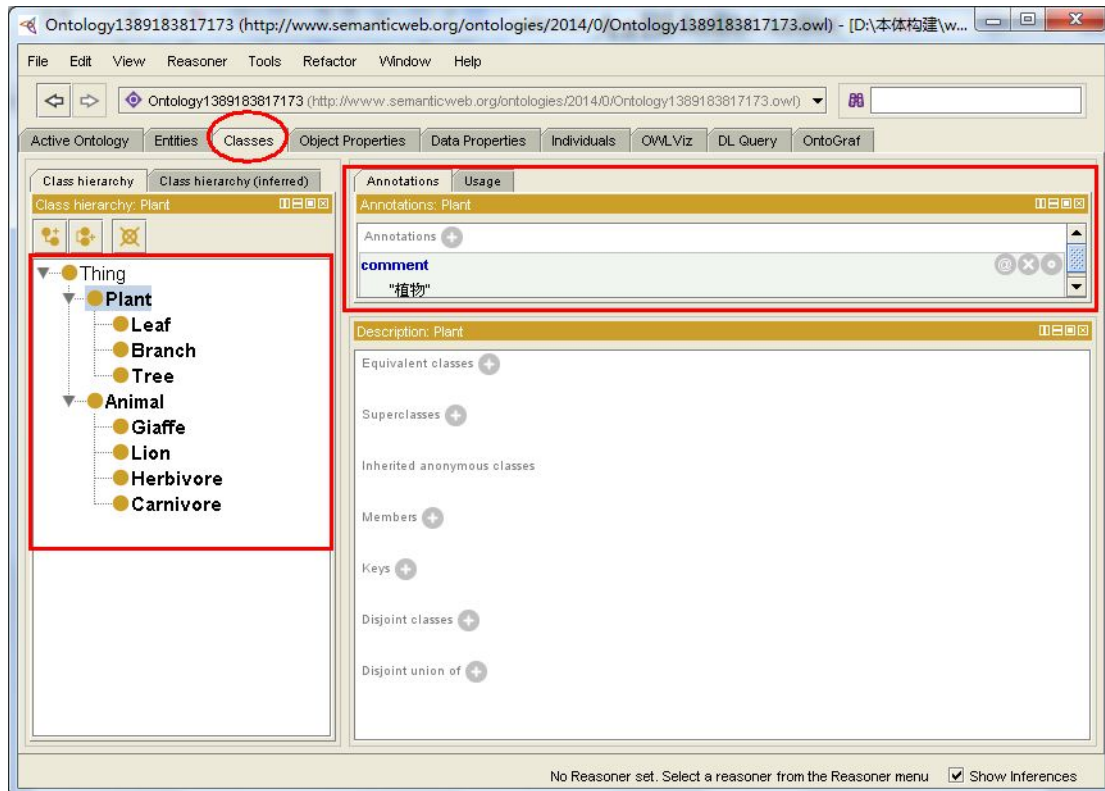 Ontology1389183817173 (http://www.semanticweb.org/ontologies/2014/0/Ontology1389183817173.owl) - [D:\本体构建\w...
File Edit View Reasoner Tools Refactor Window Help
Ontology1389183817173 (http://www.semanticweb.org/ontologies/2014/0/Ontology1389183817173.owl)
Active Ontology Entities Classes Object Properties Data Properties Individuals OWLViz DL Query OntoGraf
Class hierarchy Class hierarchy (inferred)
Class hierarchy: Plant
Thing
Plant
Leaf
Branch
Tree
Animal
Giaffe
Lion
Herbivore
Carnivore
Annotations Usage
Annotations: Plant
Annotations
comment
"植物"
Description: Plant
Equivalent classes
Superclasses
Inherited anonymous classes
Members
Keys
Disjoint classes
Disjoint union of
No Reasoner set. Select a reasoner from the Reasoner menu Show Inferences